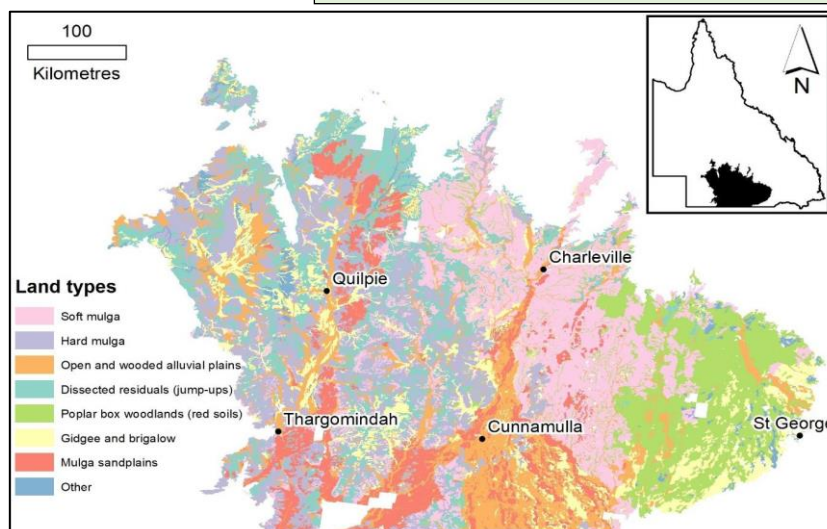 100
Kilometres
N
Charleville
Quilpie
Land types
Soft mulga
Hard mulga
Open and wooded alluvial plains
Dissected residuals (jump-ups)
Poplar box woodlands (red soils)
Gidgee and brigalow
Mulga sandplains
Other
Thargomindah
Cunnamulla
St George